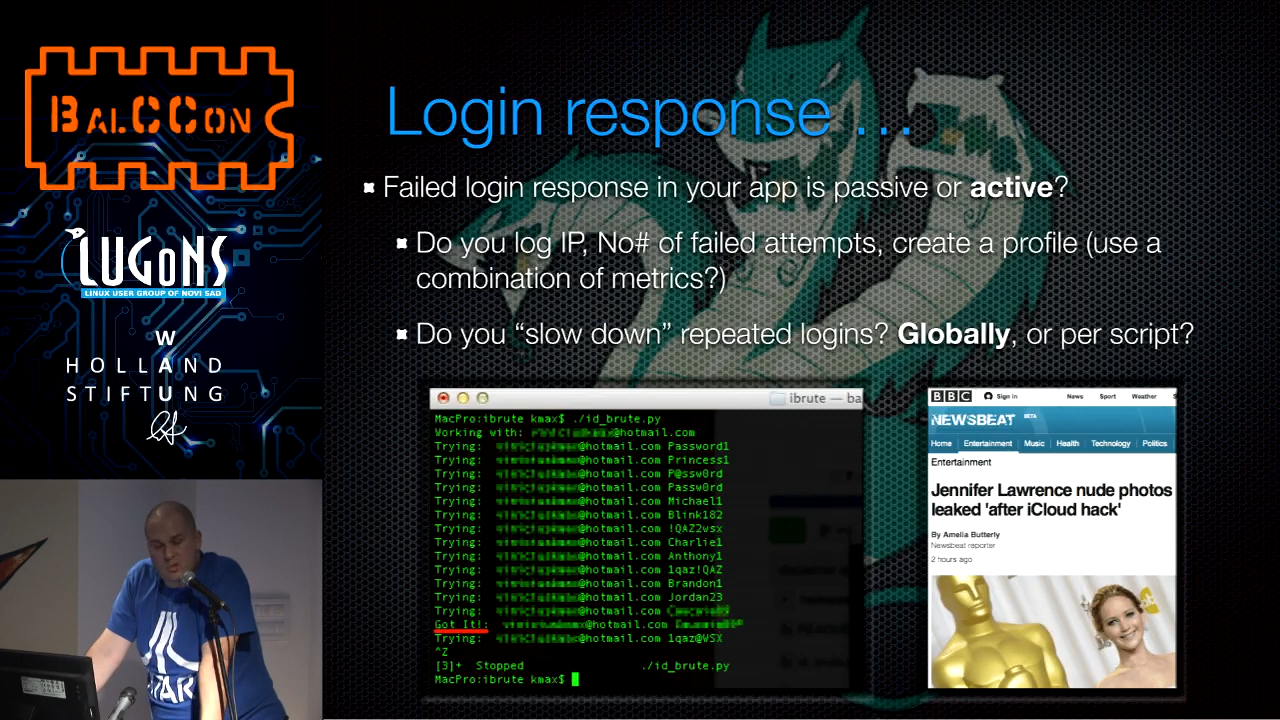 BALCCON
LUGONS
LINUX USER GROUP OF NOVI SAD
W
HOLLAND
STIFTUNG
ATARI
Login response …
Failed login response in your app is passive or active?
Do you log IP, No# of failed attempts, create a profile (use a
combination of metrics?)
Do you “slow down” repeated logins? Globally, or per script?
ibrute — ba
MacPro:ibrute kmax$ ./id_brute.py
Working with: @hotmail.com
Trying: @hotmail.com Password1
Trying: @hotmail.com Princess1
Trying: @hotmail.com P@ssw0rd
Trying: @hotmail.com Passw0rd
Trying: @hotmail.com Michael1
Trying: @hotmail.com Blink182
Trying: @hotmail.com !QAZ2wsx
Trying: @hotmail.com Charlie1
Trying: @hotmail.com Anthony1
Trying: @hotmail.com 1qaz!QAZ
Trying: @hotmail.com Brandon1
Trying: @hotmail.com Jordan23
Trying: @hotmail.com
Got It!: @hotmail.com
Trying: @hotmail.com 1qaz@WSX
^Z
[3]+ Stopped ./id_brute.py
MacPro:ibrute kmax$
BBC Sign in News Sport Weather S
NEWSBEAT BETA
Home Entertainment Music Health Technology Politics
Entertainment
Jennifer Lawrence nude photos
leaked 'after iCloud hack'
By Amelia Butterly
Newsbeat reporter
2 hours ago